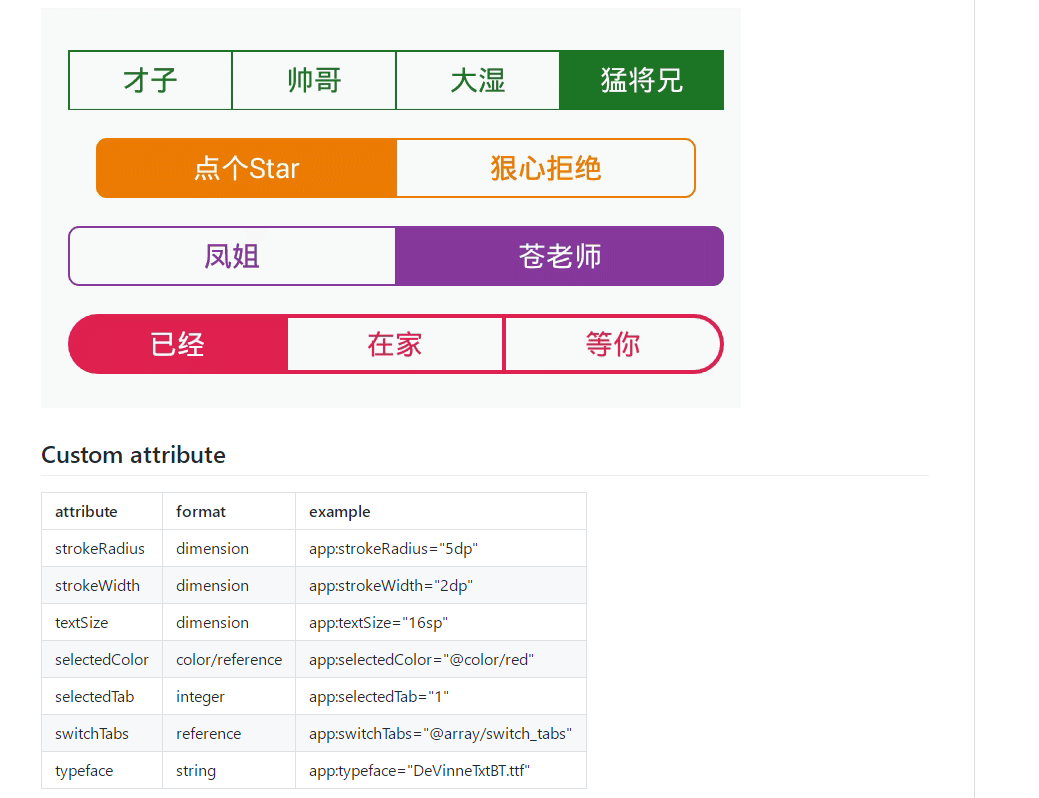 才子 帅哥 大湿 猛将兄
点个Star 狠心拒绝
凤姐 苍老师
已经 在家 等你
Custom attribute
attribute format example
strokeRadius dimension app:strokeRadius="5dp"
strokeWidth dimension app:strokeWidth="2dp"
textSize dimension app:textSize="16sp"
selectedColor color/reference app:selectedColor="@color/red"
selectedTab integer app:selectedTab="1"
switchTabs reference app:switchTabs="@array/switch_tabs"
typeface string app:typeface="DeVinneTxtBT.ttf"